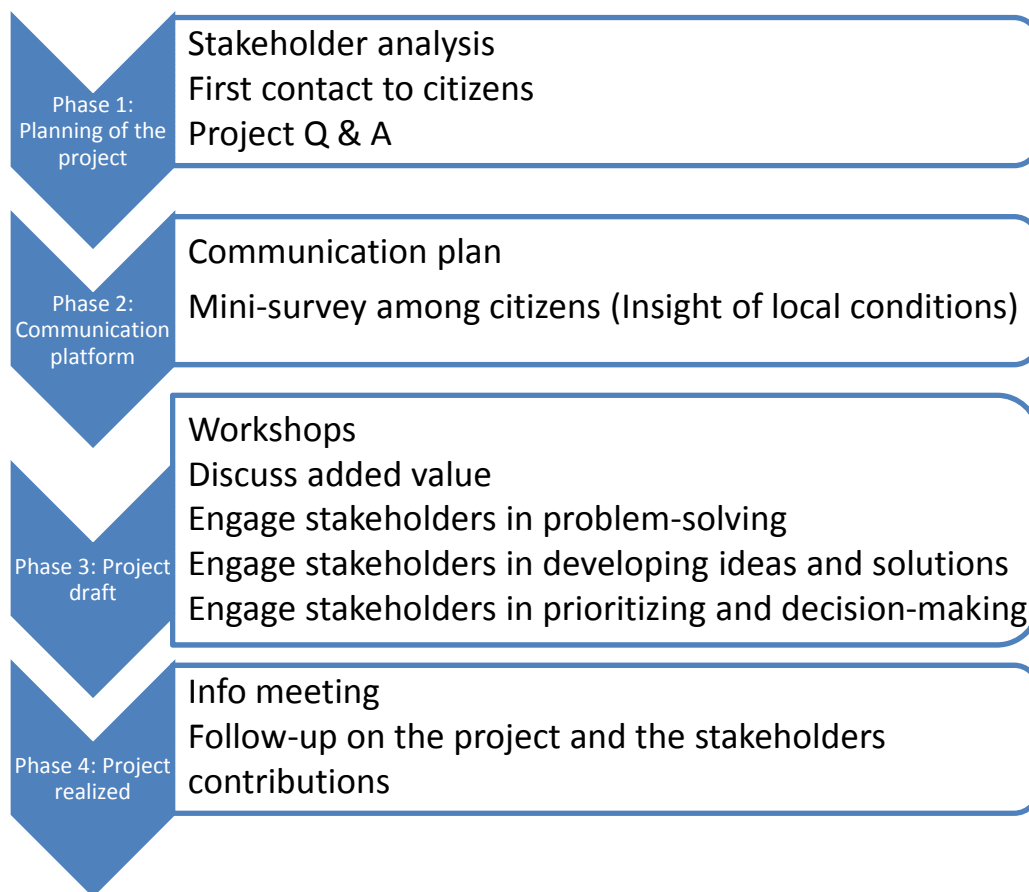 Phase 1:
Planning of the
project
Stakeholder analysis
First contact to citizens
Project Q & A
Phase 2:
Communication
platform
Communication plan
Mini-survey among citizens (Insight of local conditions)
Phase 3: Project
draft
Workshops
Discuss added value
Engage stakeholders in problem-solving
Engage stakeholders in developing ideas and solutions
Engage stakeholders in prioritizing and decision-making
Phase 4: Project
realized
Info meeting
Follow-up on the project and the stakeholders
contributions